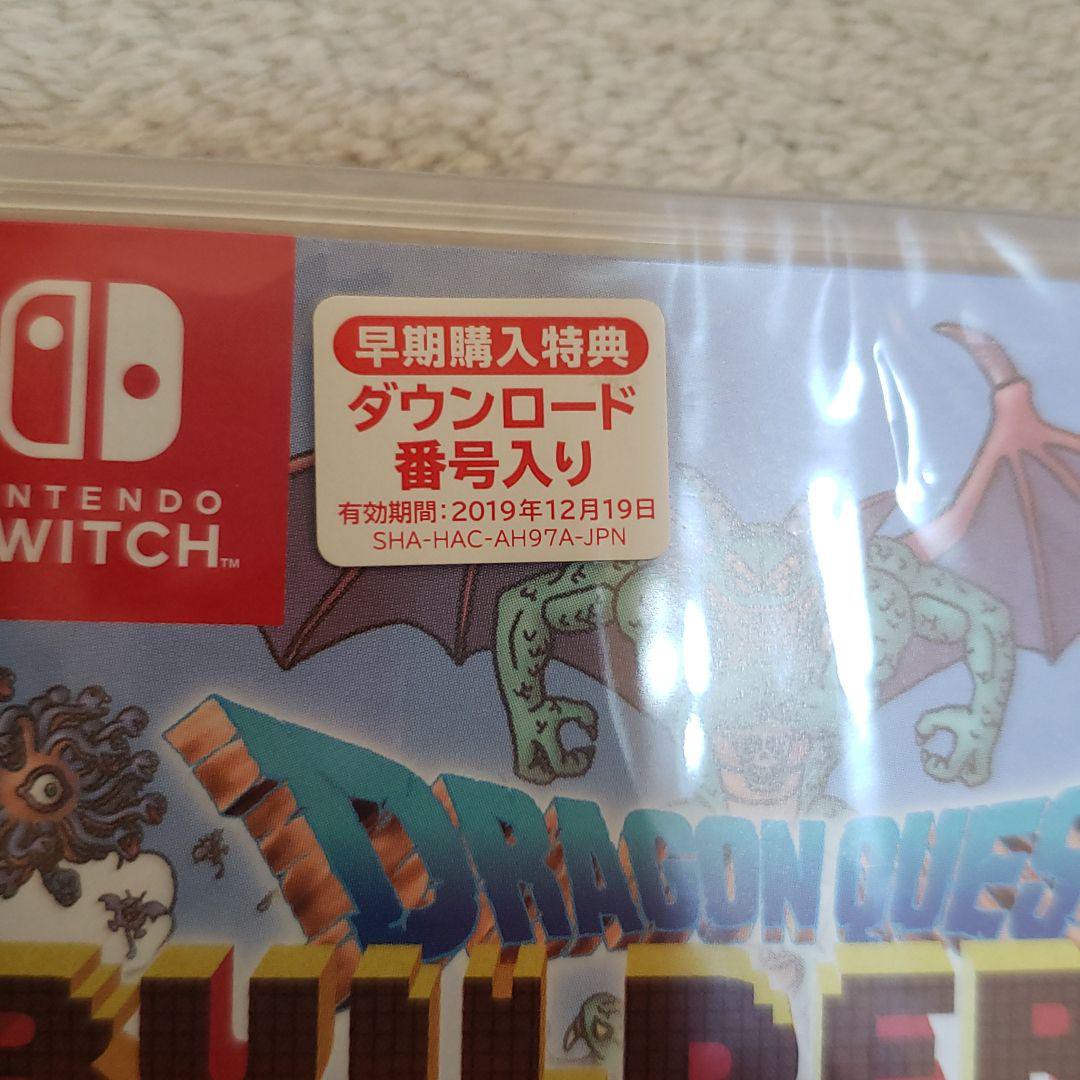 早期購入特典
ダウンロード
番号入り
有効期間:2019年12月19日
SHA-HAC-AH97A-JPN
NINTENDO
SWITCH™
DRAGON QUES
BUILDER